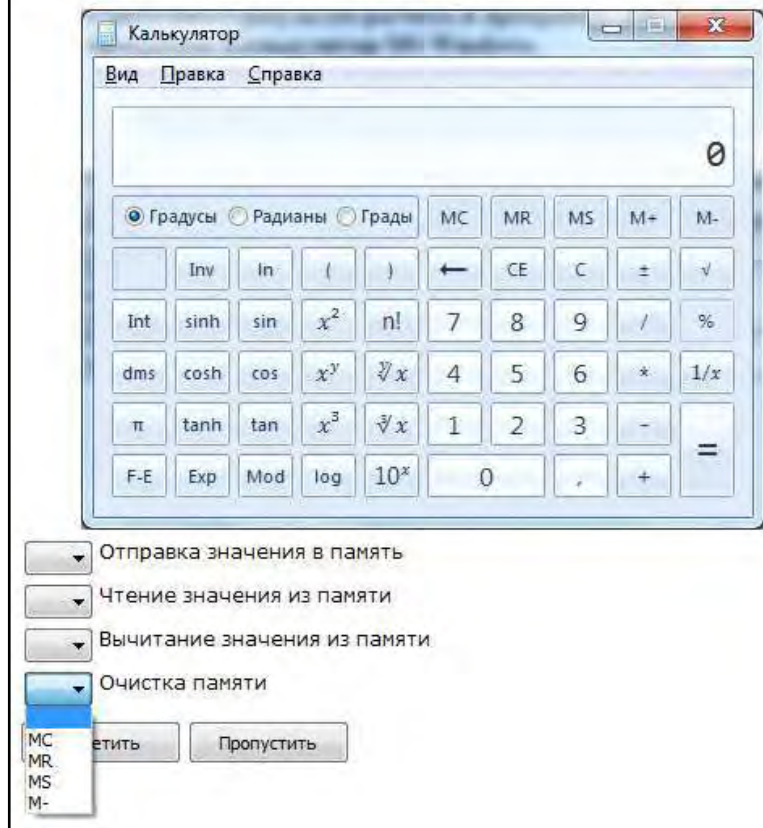 Калькулятор
Вид Правка Справка
0
Градусы Радианы Грады MC MR MS M+ M-
Inv ln ( ) ← CE C ± √
Int sinh sin x² n! 7 8 9 / %
dms cosh cos xʸ ʸ√x 4 5 6 * 1/x
π tanh tan x³ ³√x 1 2 3 - =
F-E Exp Mod log 10ˣ 0 , +
Отправка значения в память
Чтение значения из памяти
Вычитание значения из памяти
Очистка памяти
етить Пропустить
MC
MR
MS
M-